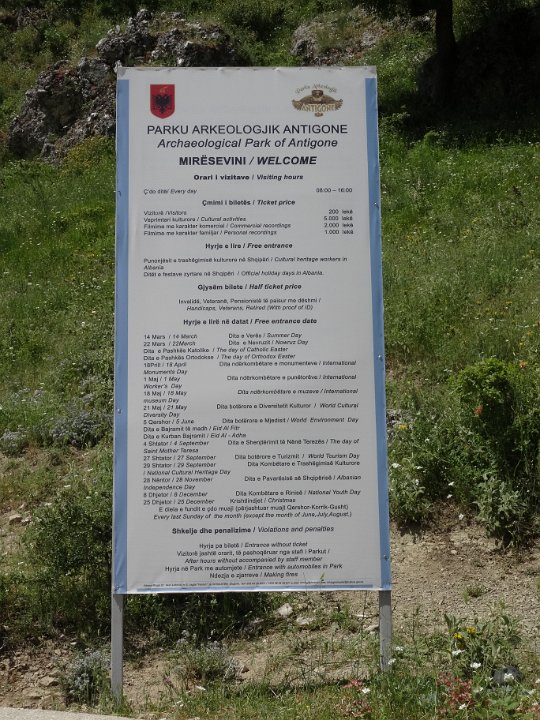 Parku Arkeologjik
ANTIGONE
PARKU ARKEOLOGJIK ANTIGONE
Archaeological Park of Antigone
MIRËSEVINI / WELCOME
Orari i vizitave / Visiting hours
Ç'do ditë/ Every day 08:00 – 16:00
Çmimi i biletës / Ticket price
Vizitorë /Visitors 200 lekë
Veprimtari kulturore / Cultural activities 5.000 lekë
Filmime me karakter komercial / Commercial recordings 2.000 lekë
Filmime me karakter familjar / Personal recordings 1.000 lekë
Hyrje e lire / Free entrance
Punonjësit e trashëgimisë kulturore në Shqipëri / Cultural heritage workers in
Albania
Ditët e festave zyrtare në Shqipëri / Official holiday days in Albania.
Gjysëm bilete / Half ticket price
Invalidë, Veteranë, Pensionistë të paisur me dëshmi /
Handicaps, Veterans, Retired (With proof of ID)
Hyrje e lirë në datat / Free entrance date
14 Mars / 14 March Dita e Verës / Summer Day
22 Mars / 22March Dita e Nevruzit / Nowruz Day
Dita e Pashkës Katolike / The day of Catholic Easter
Dita e Pashkës Ortodokse / The day of Orthodox Easter
18Prill / 18 April Dita ndërkombëtare e monumenteve / International
Monuments Day
1 Maj / 1 May Dita ndërkombëtare e punëtorëve / International
Worker's Day
18 Maj / 18 May Dita ndërkombëtare e muzeve / International
museum Day
21 Maj / 21 May Dita botërore e Diversitetit Kulturor / World Cultural
Diversity Day
5 Qershor / 5 June Dita botërore e Mjedisit / World Environment Day
Dita e Bajramit të madh / Eid Al Fitr
Dita e Kurban Bajramit / Eid Al - Adha
4 Shtator / 4 September Dita e Shenjtërimit të Nënë Terezës / The day of
Saint Mother Teresa
27 Shtator / 27 September Dita botërore e Turizmit / World Tourism Day
29 Shtator / 29 September Dita Kombëtare e Trashëgimisë Kulturore
/ National Cultural Heritage Day
28 Nëntor / 28 November Dita e Pavarësisë së Shqipërisë / Albanian
Independence Day
8 Dhjetor / 8 December Dita Kombëtare e Rinisë / National Youth Day
25 Dhjetor / 25 December Krishtlindjet / Christmas
E diela e fundit e çdo muaji (përjashtuar muajt Qershor-Korrik-Gusht)
Every last Sunday of the month (except the month of June,July,August.)
Shkelje dhe penalizime / Violations and penalties
Hyrja pa biletë / Entrance without ticket
Vizitorë jashtë orarit, të pashoqëruar nga stafi i Parkut /
After hours without accompanied by staff member
Hyrja në Park me automjete / Entrance with automobiles in Park
Ndezja e zjarreve / Making fires